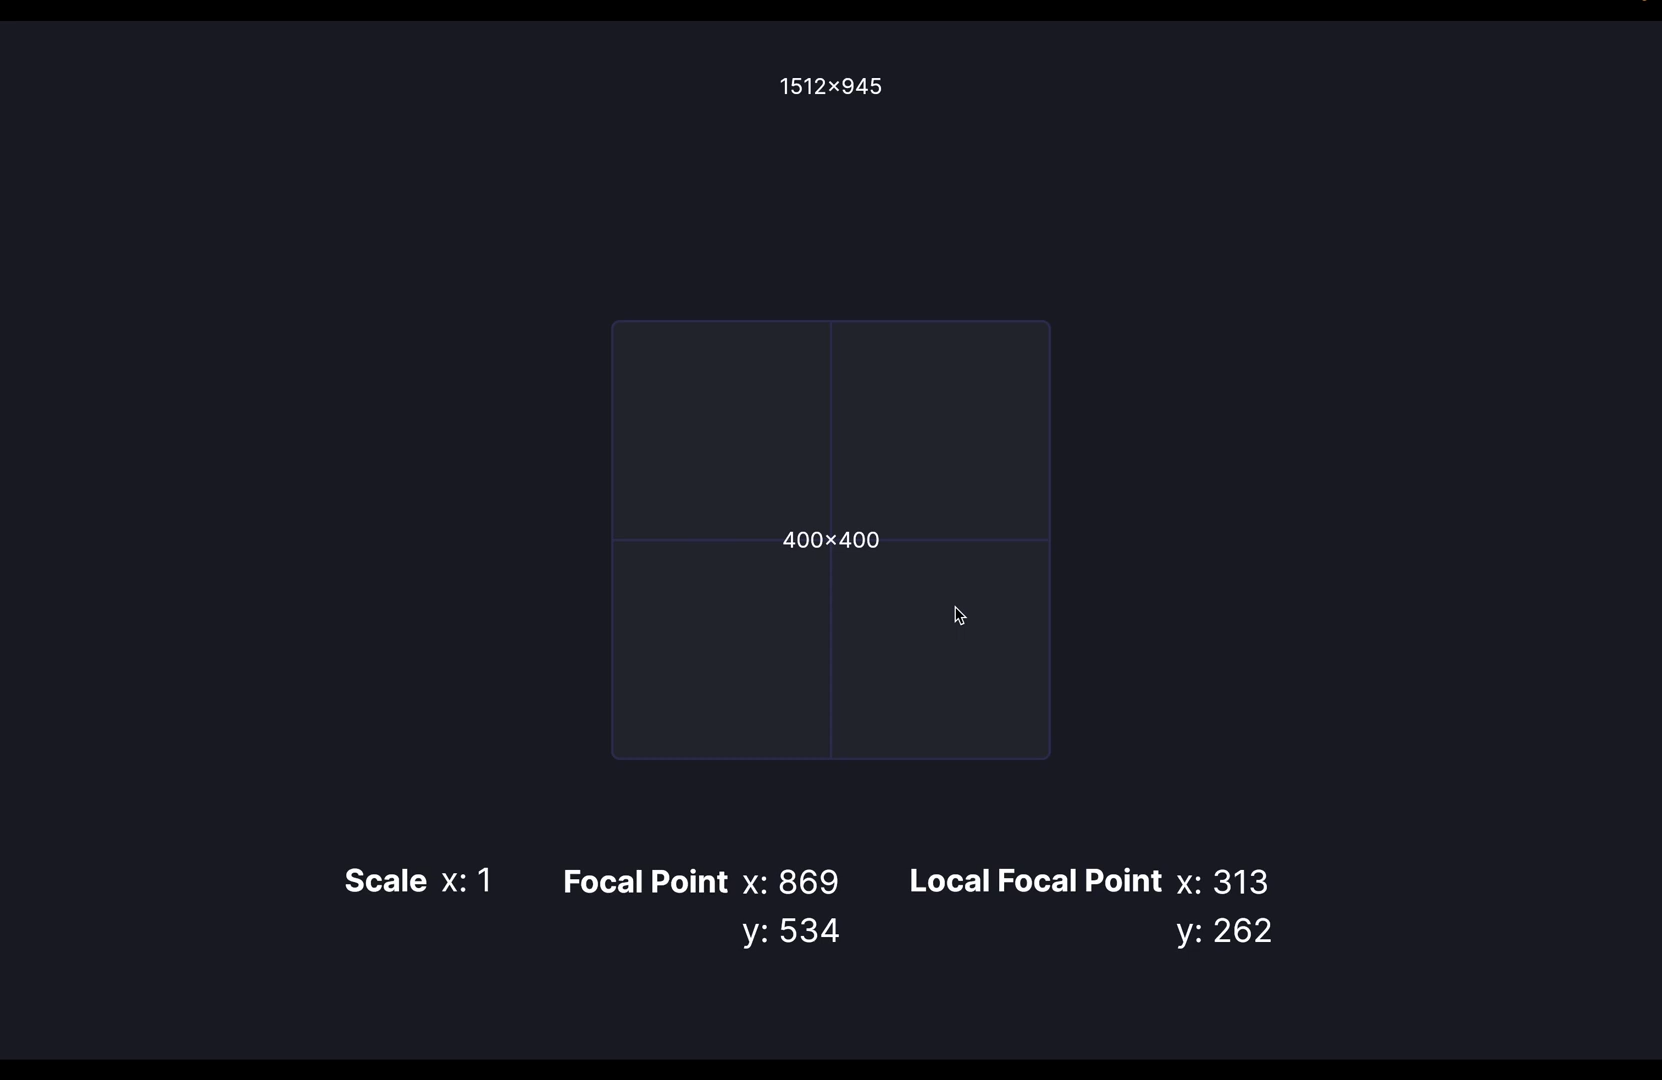 1512×945
400×400
Scale x: 1 Focal Point x: 869 Local Focal Point x: 313
y: 534 y: 262